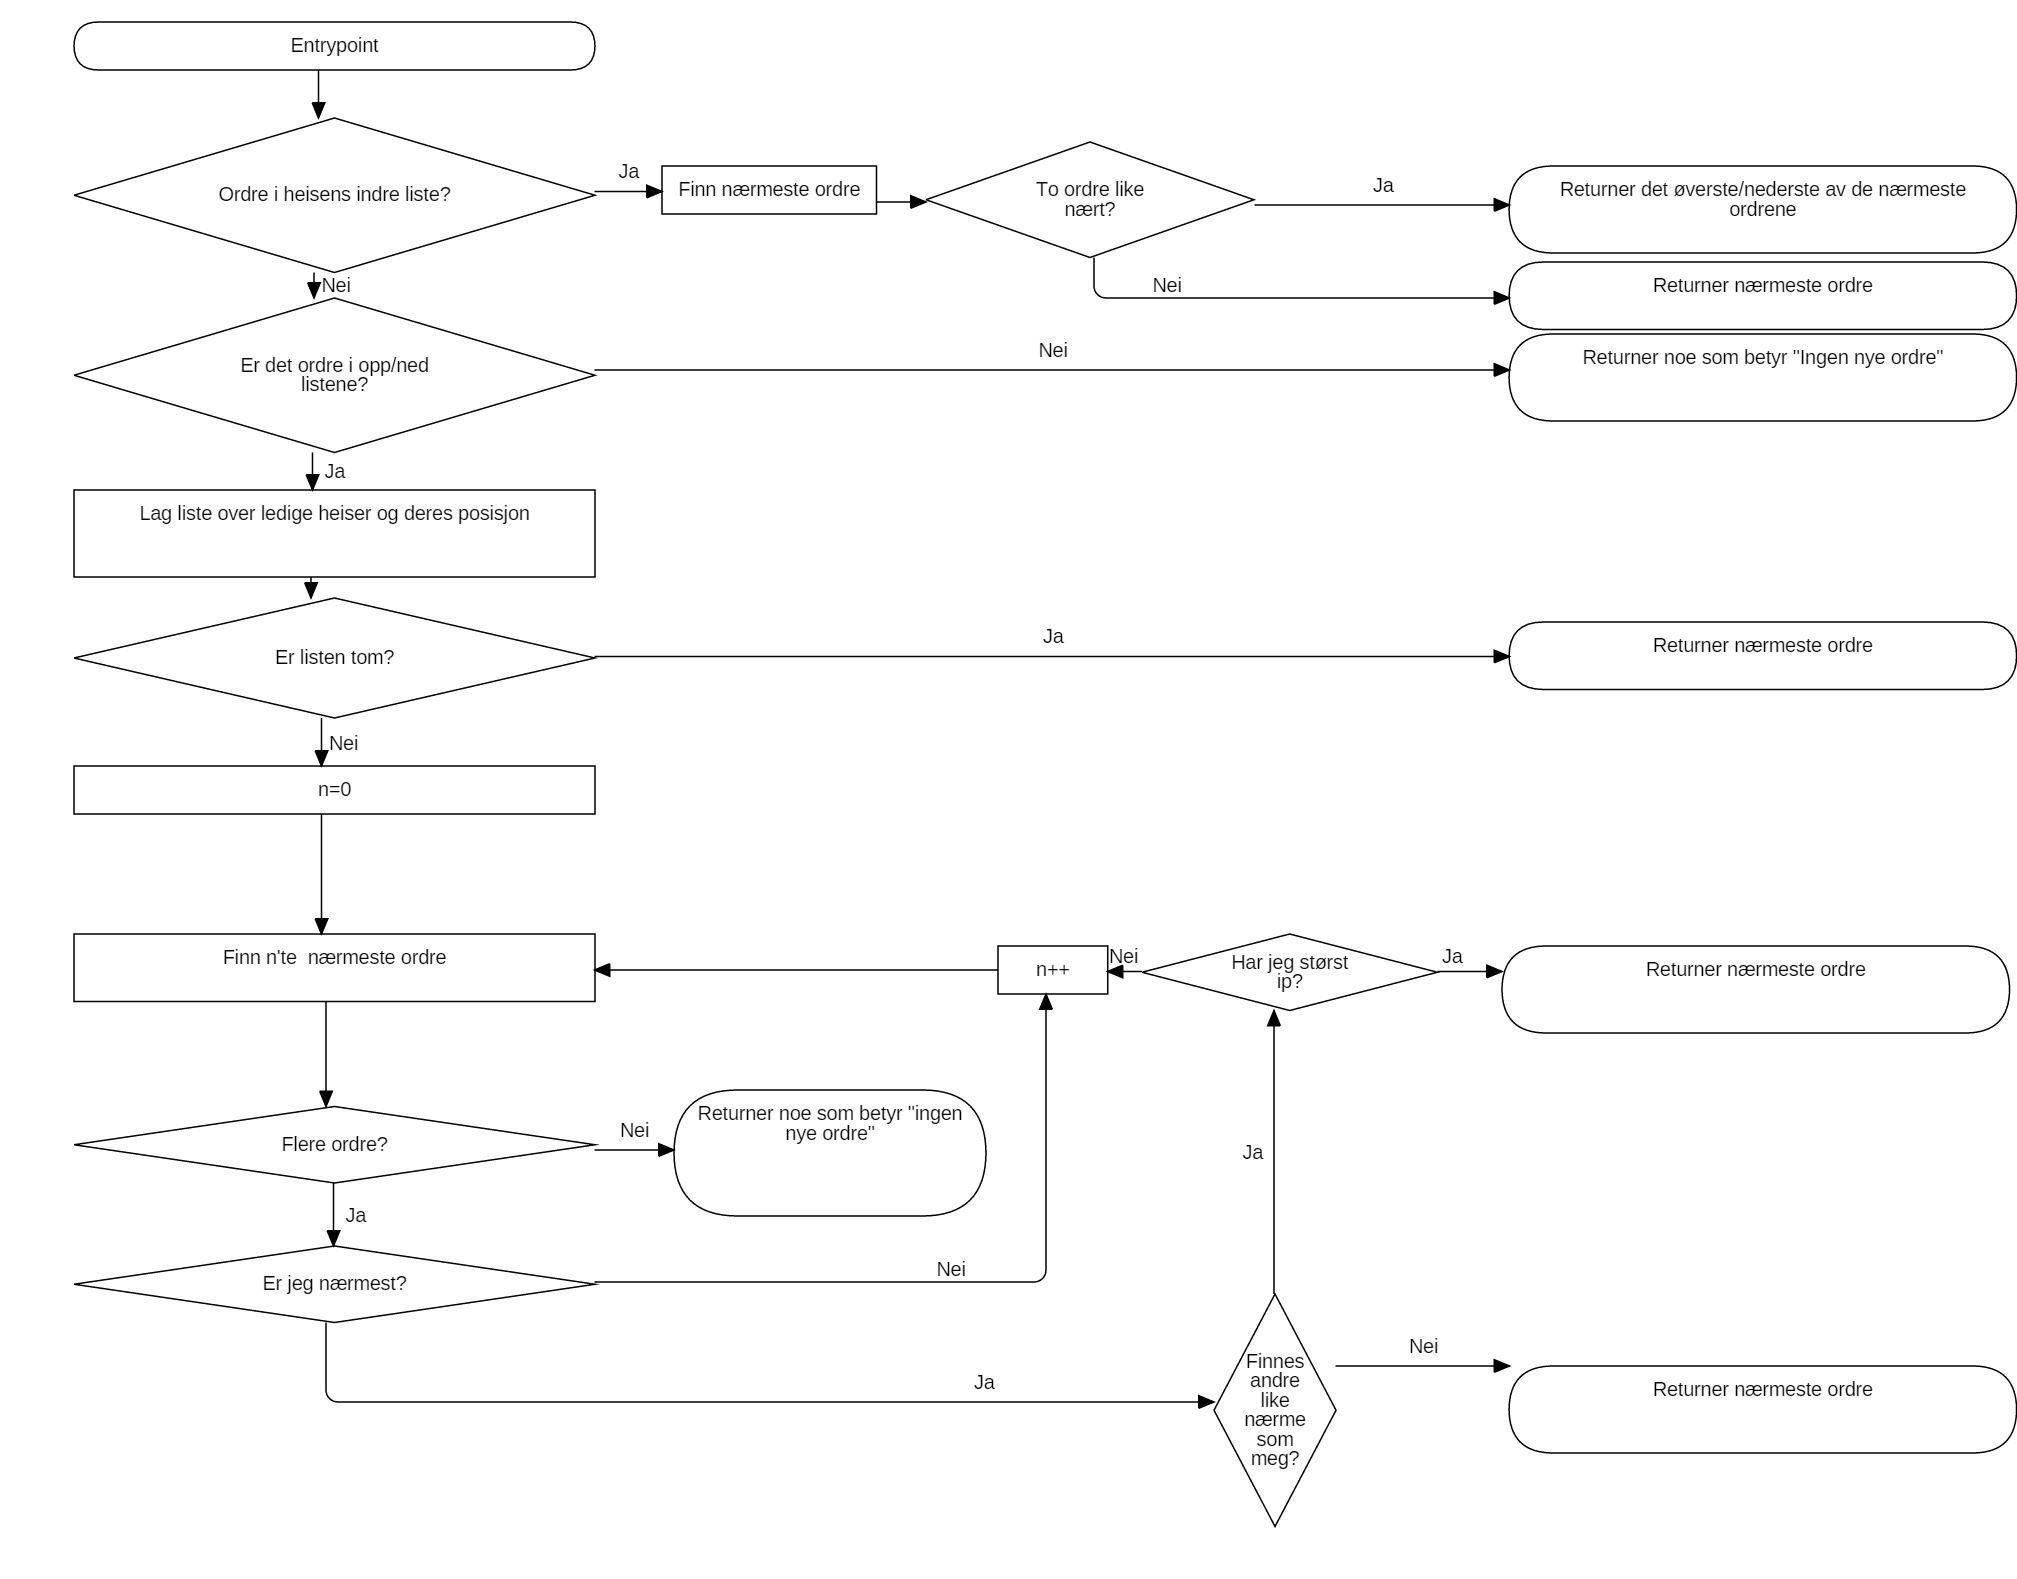 Entrypoint
Ordre i heisens indre liste?
Ja
Finn nærmeste ordre
To ordre like
nært?
Ja
Returner det øverste/nederste av de nærmeste
ordrene
Nei
Nei
Returner nærmeste ordre
Er det ordre i opp/ned
listene?
Nei
Returner noe som betyr "Ingen nye ordre"
Ja
Lag liste over ledige heiser og deres posisjon
Er listen tom?
Ja
Returner nærmeste ordre
Nei
n=0
Finn n'te  nærmeste ordre
n++
Nei
Har jeg størst
ip?
Ja
Returner nærmeste ordre
Flere ordre?
Nei
Returner noe som betyr "ingen
nye ordre"
Ja
Ja
Er jeg nærmest?
Nei
Ja
Finnes
andre
like
nærme
som
meg?
Nei
Returner nærmeste ordre